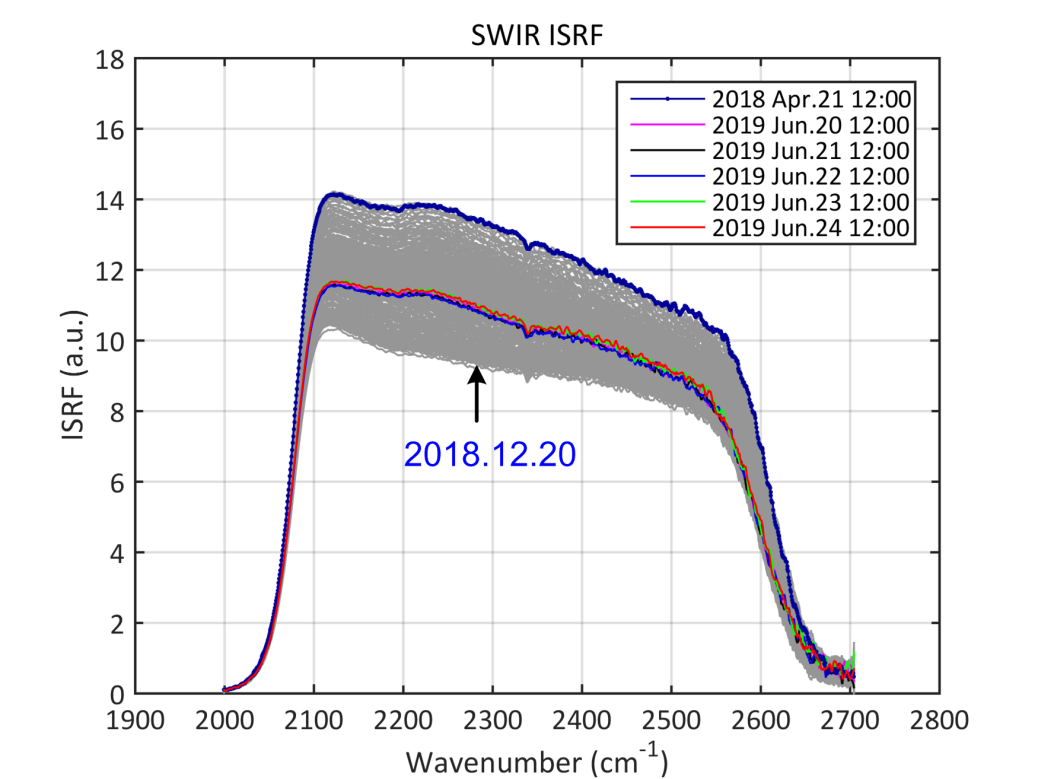 SWIR ISRF
18
16
14
12
10
8
6
4
2
0
ISRF (a.u.)
2018 Apr.21 12:00
2019 Jun.20 12:00
2019 Jun.21 12:00
2019 Jun.22 12:00
2019 Jun.23 12:00
2019 Jun.24 12:00
2018.12.20
1900 2000 2100 2200 2300 2400 2500 2600 2700 2800
Wavenumber (cm⁻¹)